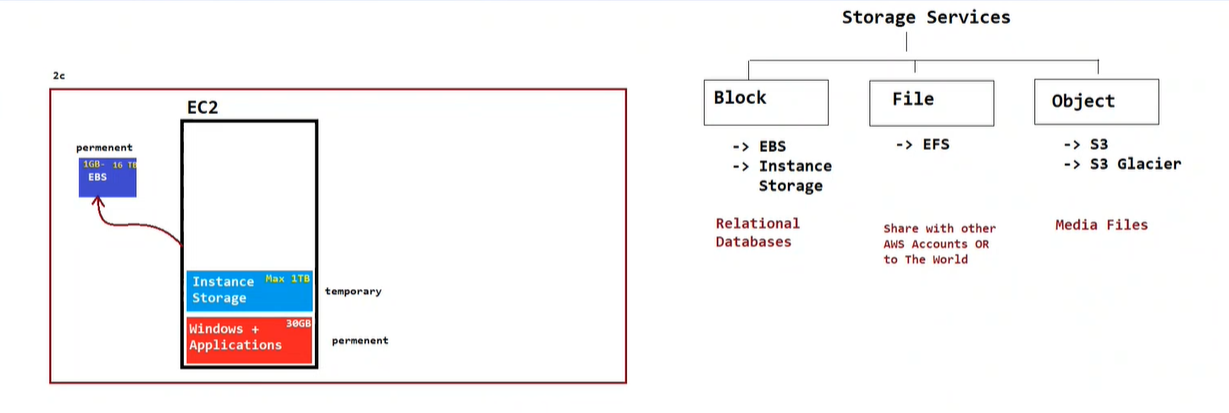 2c
EC2
permenent
1GB- 16 TB
EBS
Instance Max 1TB
Storage
temporary
Windows + 30GB
Applications
permenent
Storage Services
Block
-> EBS
-> Instance
Storage
Relational
Databases
File
-> EFS
Share with other
AWS Accounts OR
to The World
Object
-> S3
-> S3 Glacier
Media Files